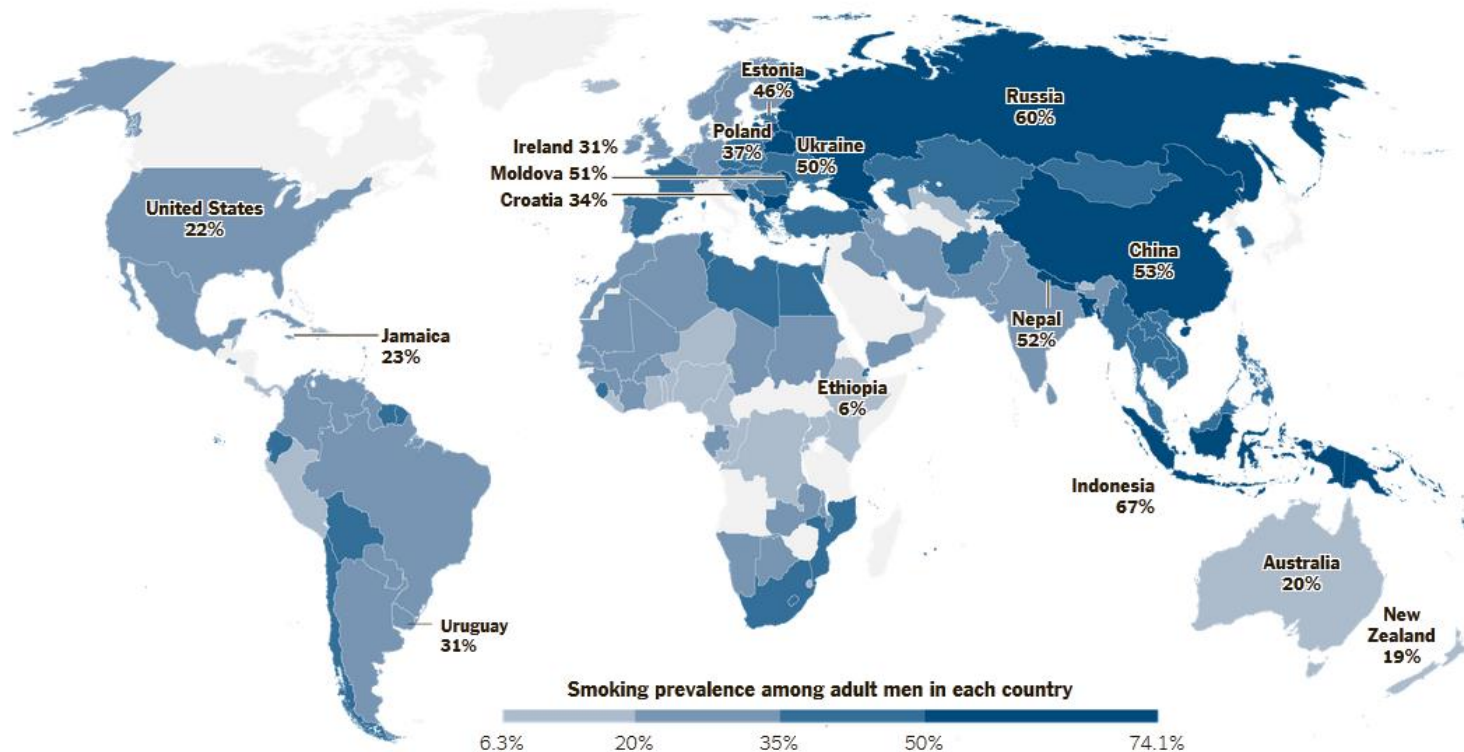 Estonia
46%
Russia
60%
Ireland 31%
Poland
37%
Ukraine
50%
Moldova 51%
Croatia 34%
United States
22%
China
53%
Nepal
52%
Jamaica
23%
Ethiopia
6%
Indonesia
67%
Australia
20%
New
Zealand
19%
Uruguay
31%
Smoking prevalence among adult men in each country
6.3% 20% 35% 50% 74.1%